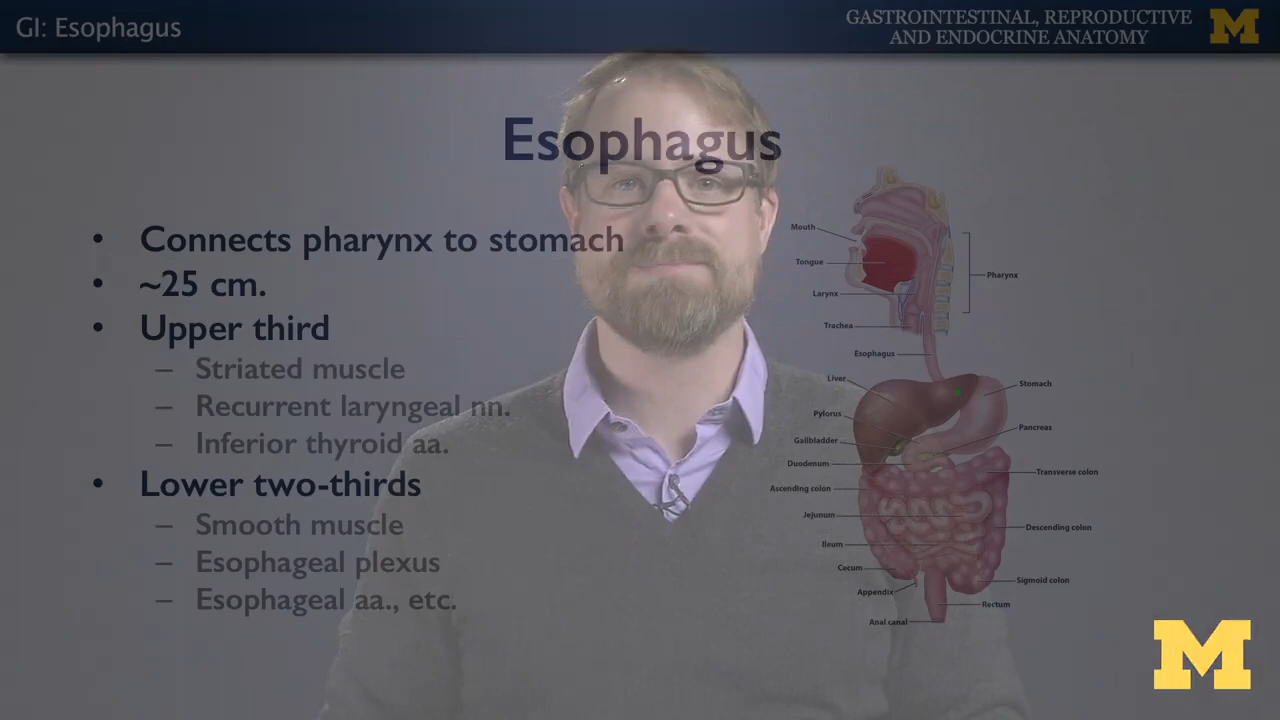 GI: Esophagus
GASTROINTESTINAL, REPRODUCTIVE
AND ENDOCRINE ANATOMY
M
Esophagus
• Connects pharynx to stomach
• ~25 cm.
• Upper third
– Striated muscle
– Recurrent laryngeal nn.
– Inferior thyroid aa.
• Lower two-thirds
– Smooth muscle
– Esophageal plexus
– Esophageal aa., etc.
Mouth
Tongue
Pharynx
Larynx
Trachea
Esophagus
Liver
Stomach
Pylorus
Pancreas
Gallbladder
Duodenum
Transverse colon
Ascending colon
Jejunum
Descending colon
Ileum
Cecum
Sigmoid colon
Appendix
Rectum
Anal canal
M